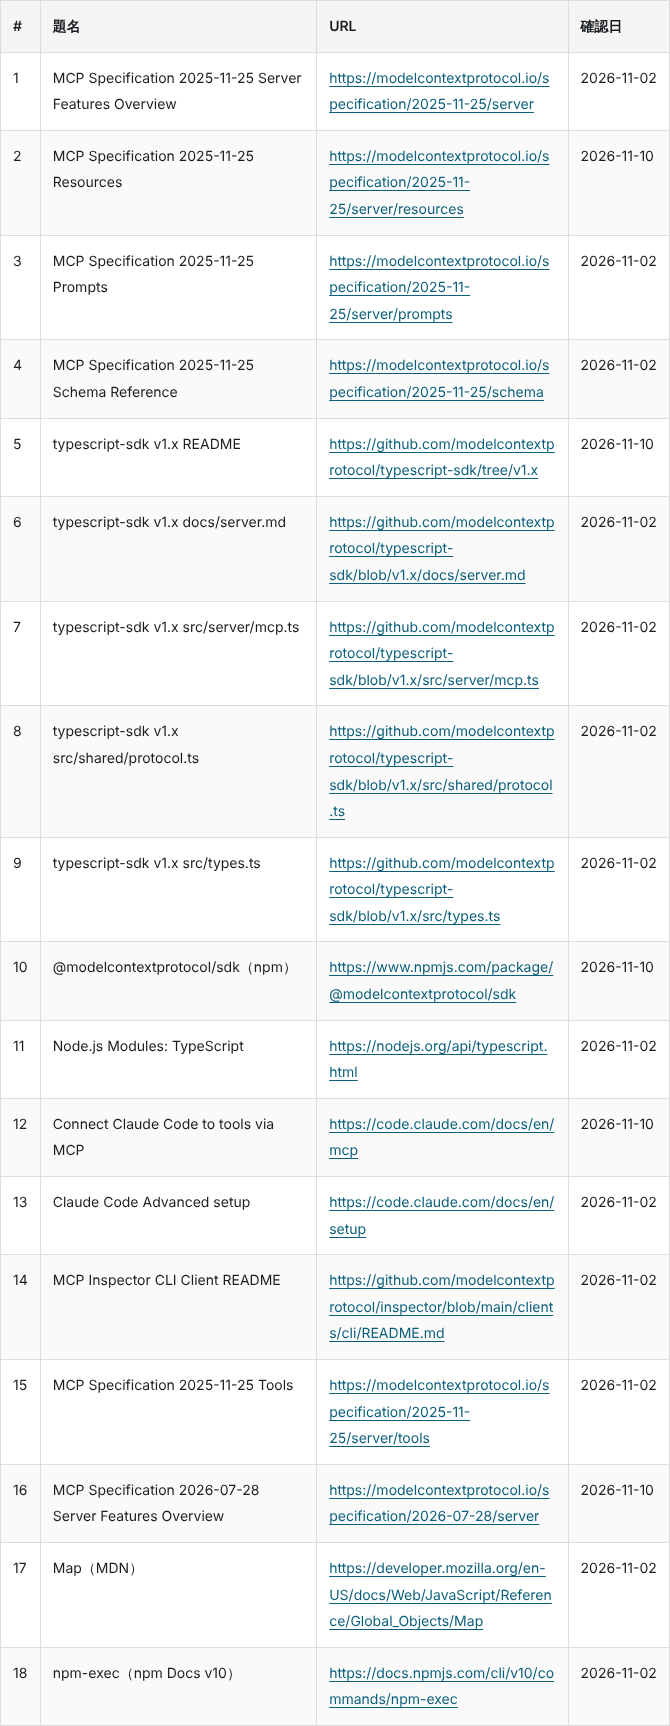 # 題名 URL 確認日
1 MCP Specification 2025-11-25 Server https://modelcontextprotocol.io/s 2026-11-02
Features Overview pecification/2025-11-25/server
2 MCP Specification 2025-11-25 https://modelcontextprotocol.io/s 2026-11-10
Resources pecification/2025-11-
25/server/resources
3 MCP Specification 2025-11-25 https://modelcontextprotocol.io/s 2026-11-02
Prompts pecification/2025-11-
25/server/prompts
4 MCP Specification 2025-11-25 https://modelcontextprotocol.io/s 2026-11-02
Schema Reference pecification/2025-11-25/schema
5 typescript-sdk v1.x README https://github.com/modelcontextp 2026-11-10
rotocol/typescript-sdk/tree/v1.x
6 typescript-sdk v1.x docs/server.md https://github.com/modelcontextp 2026-11-02
rotocol/typescript-
sdk/blob/v1.x/docs/server.md
7 typescript-sdk v1.x src/server/mcp.ts https://github.com/modelcontextp 2026-11-02
rotocol/typescript-
sdk/blob/v1.x/src/server/mcp.ts
8 typescript-sdk v1.x https://github.com/modelcontextp 2026-11-02
src/shared/protocol.ts rotocol/typescript-
sdk/blob/v1.x/src/shared/protocol
.ts
9 typescript-sdk v1.x src/types.ts https://github.com/modelcontextp 2026-11-02
rotocol/typescript-
sdk/blob/v1.x/src/types.ts
10 @modelcontextprotocol/sdk（npm） https://www.npmjs.com/package/ 2026-11-10
@modelcontextprotocol/sdk
11 Node.js Modules: TypeScript https://nodejs.org/api/typescript. 2026-11-02
html
12 Connect Claude Code to tools via https://code.claude.com/docs/en/ 2026-11-10
MCP mcp
13 Claude Code Advanced setup https://code.claude.com/docs/en/ 2026-11-02
setup
14 MCP Inspector CLI Client README https://github.com/modelcontextp 2026-11-02
rotocol/inspector/blob/main/client
s/cli/README.md
15 MCP Specification 2025-11-25 Tools https://modelcontextprotocol.io/s 2026-11-02
pecification/2025-11-
25/server/tools
16 MCP Specification 2026-07-28 https://modelcontextprotocol.io/s 2026-11-10
Server Features Overview pecification/2026-07-28/server
17 Map（MDN） https://developer.mozilla.org/en- 2026-11-02
US/docs/Web/JavaScript/Referen
ce/Global_Objects/Map
18 npm-exec（npm Docs v10） https://docs.npmjs.com/cli/v10/co 2026-11-02
mmands/npm-exec